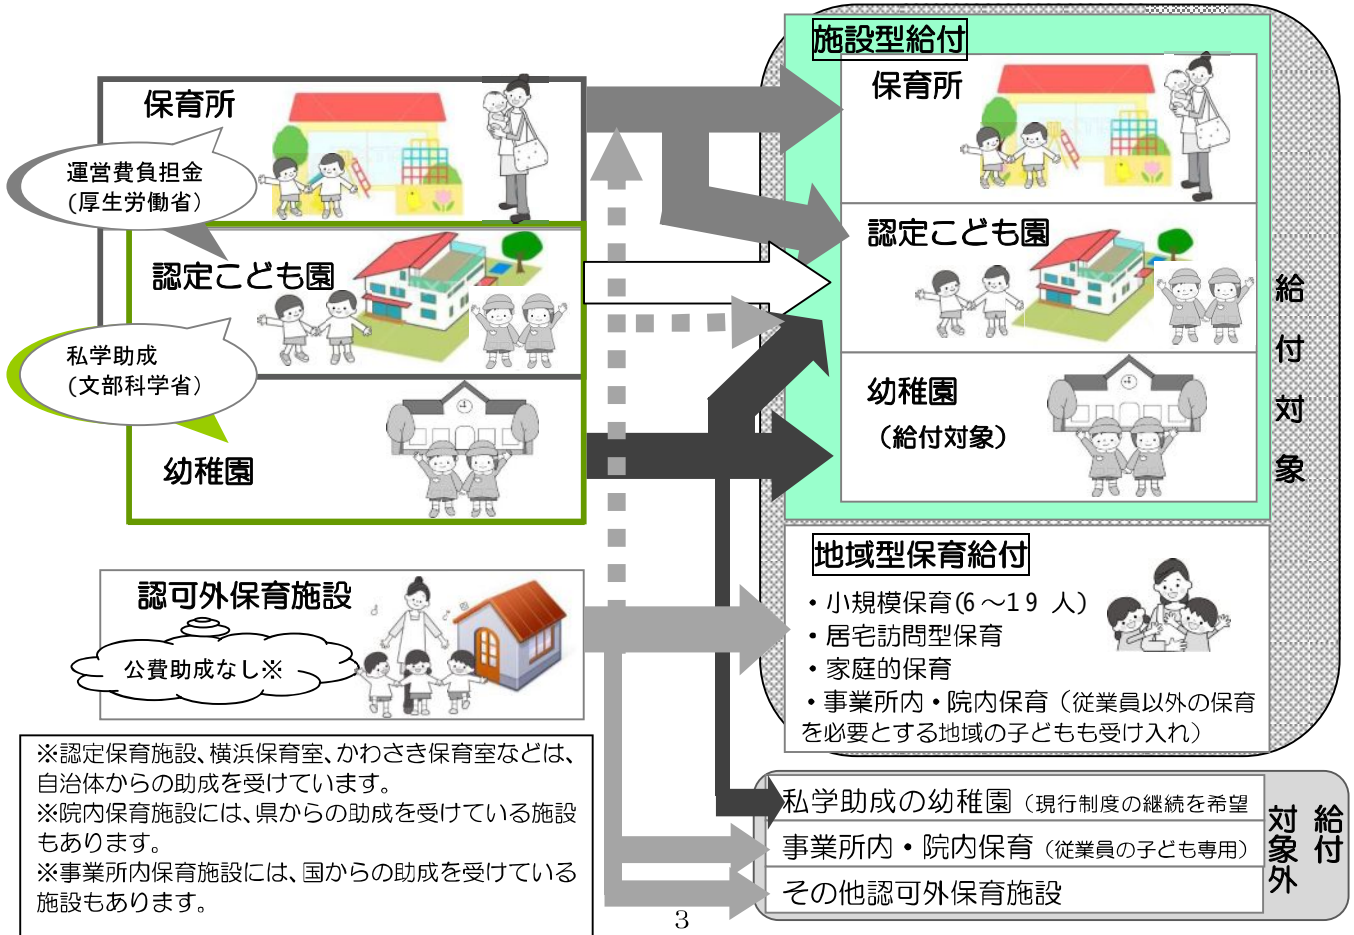 保育所
運営費負担金
(厚生労働省)
認定こども園
私学助成
(文部科学省)
幼稚園
認可外保育施設
公費助成なし※
※認定保育施設、横浜保育室、かわさき保育室などは、
自治体からの助成を受けています。
※院内保育施設には、県からの助成を受けている施設
もあります。
※事業所内保育施設には、国からの助成を受けている
施設もあります。
施設型給付
保育所
認定こども園
幼稚園
（給付対象）
給付対象
地域型保育給付
・小規模保育(6～19 人)
・居宅訪問型保育
・家庭的保育
・事業所内・院内保育（従業員以外の保育
を必要とする地域の子どもも受け入れ）
私学助成の幼稚園（現行制度の継続を希望
事業所内・院内保育（従業員の子ども専用）
その他認可外保育施設
給付
対象外
3